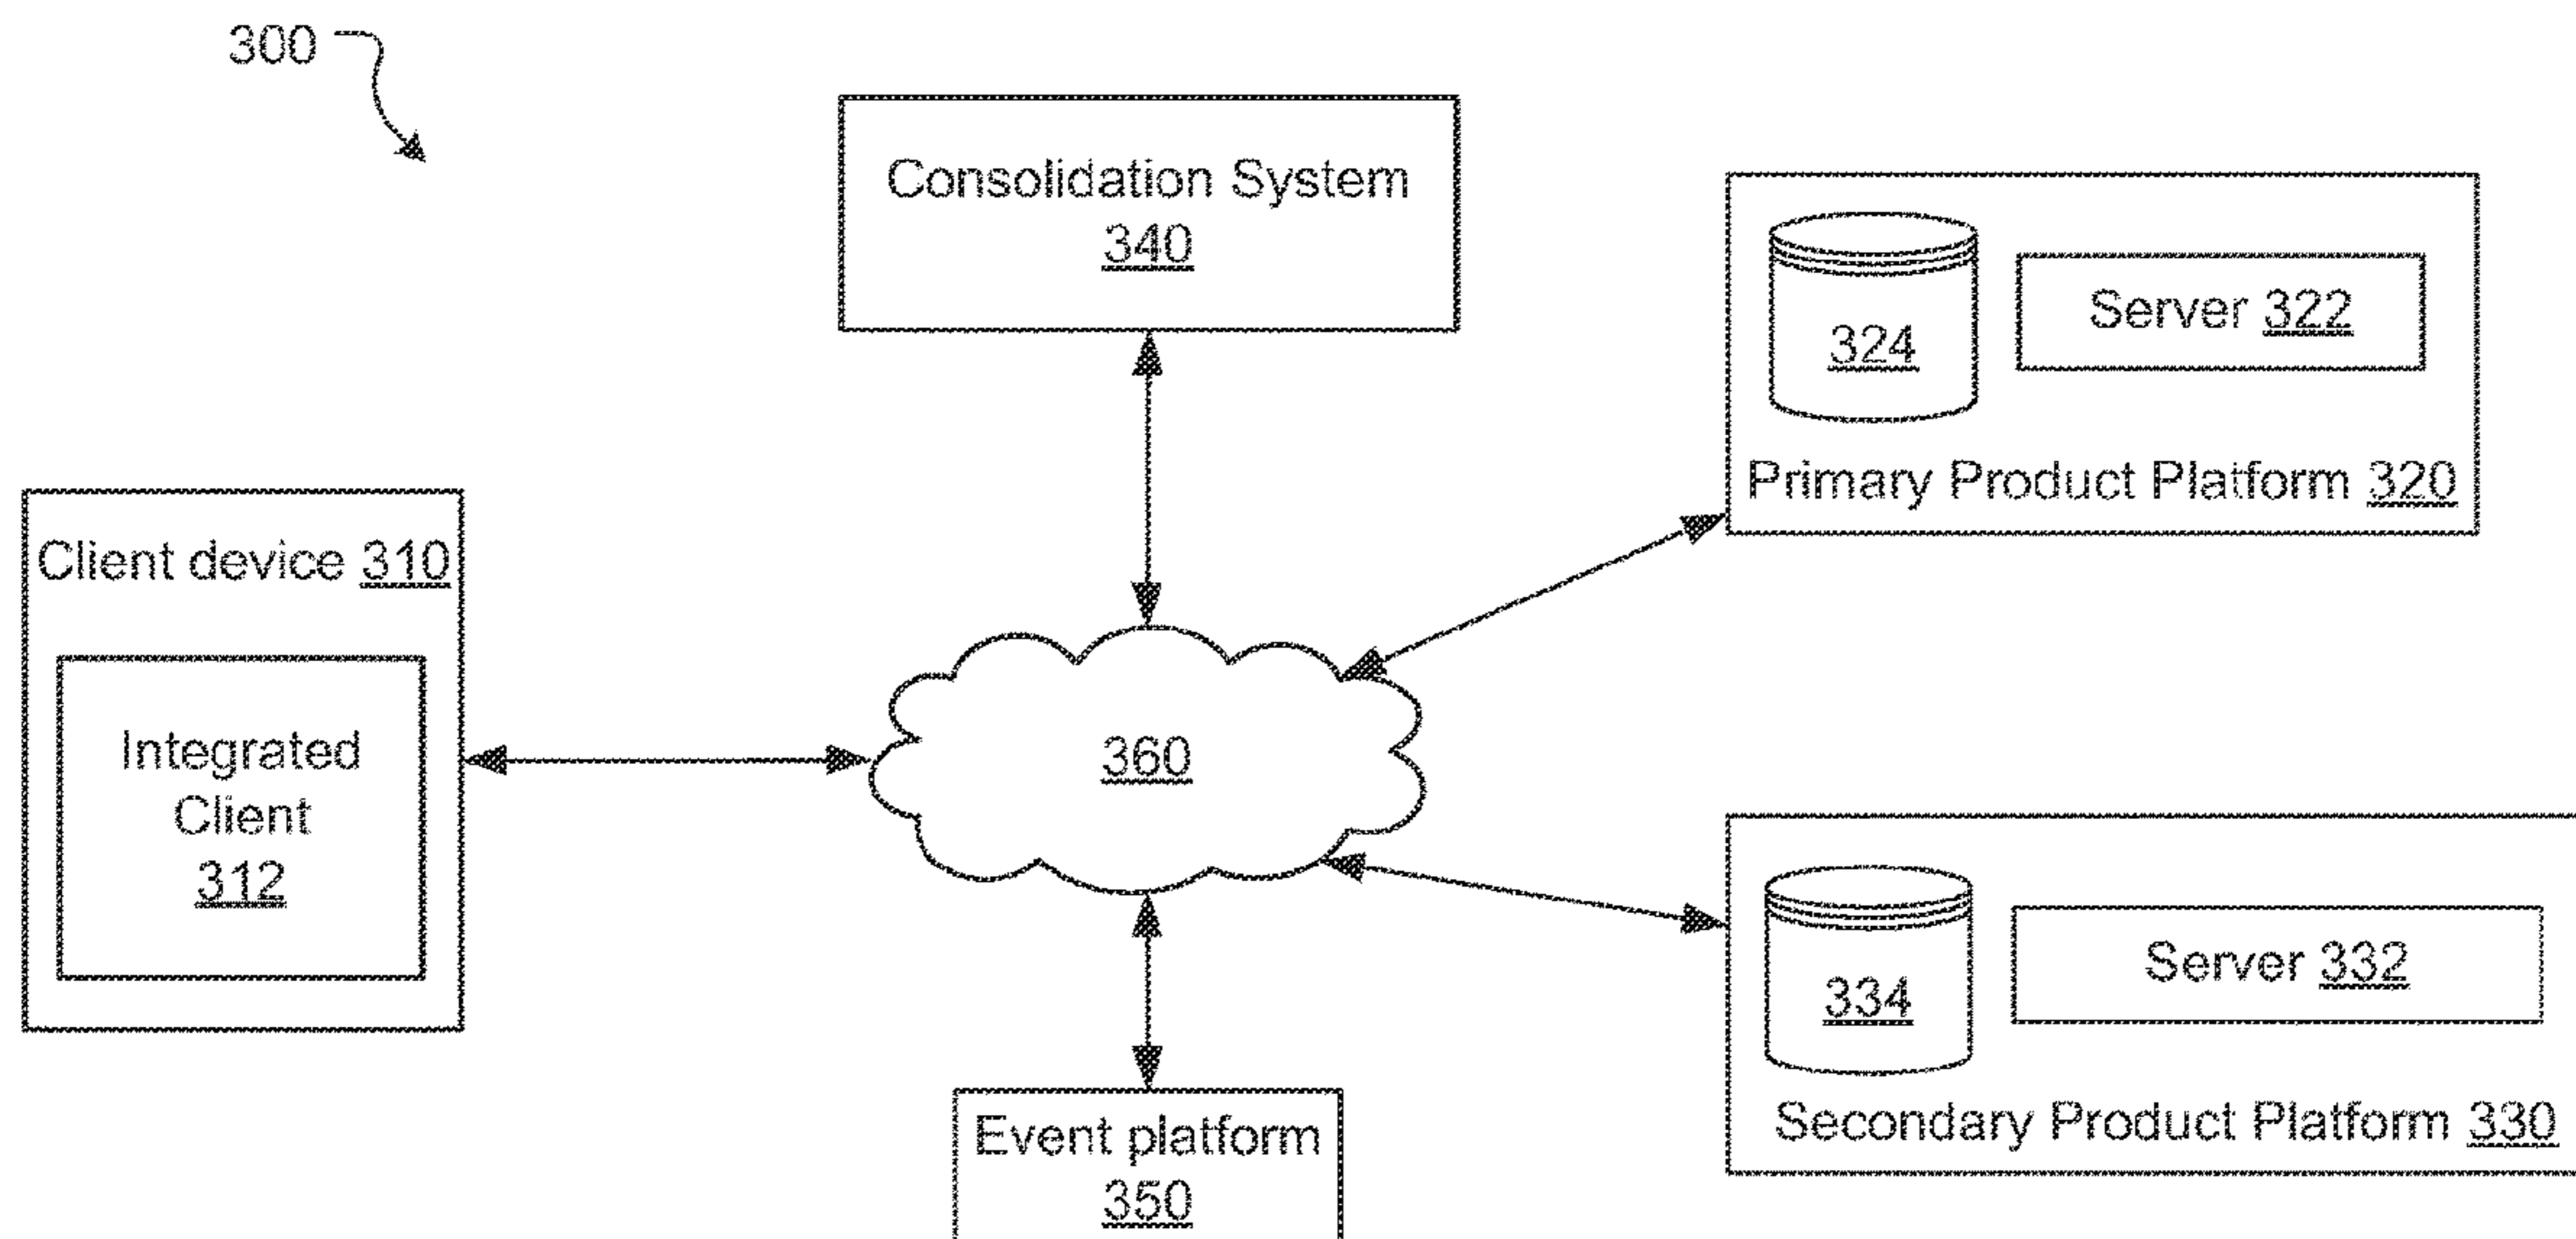 300
Consolidation System
340
324
Server 322
Primary Product Platform 320
Client device 310
Integrated
Client
312
360
334
Server 332
Secondary Product Platform 330
Event platform
350